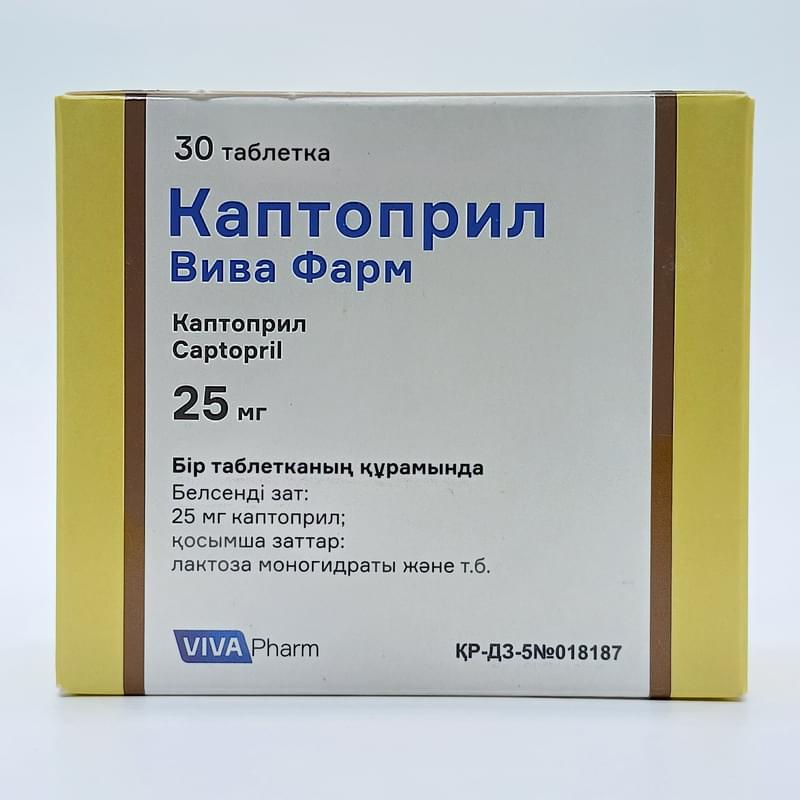 30 таблетка
Каптоприл
Вива Фарм
Каптоприл
Captopril
25 мг
Бір таблетканың құрамында
Белсенді зат:
25 мг каптоприл;
қосымша заттар:
лактоза моногидраты және т.б.
VIVA Pharm
ҚР-ДЗ-5№018187